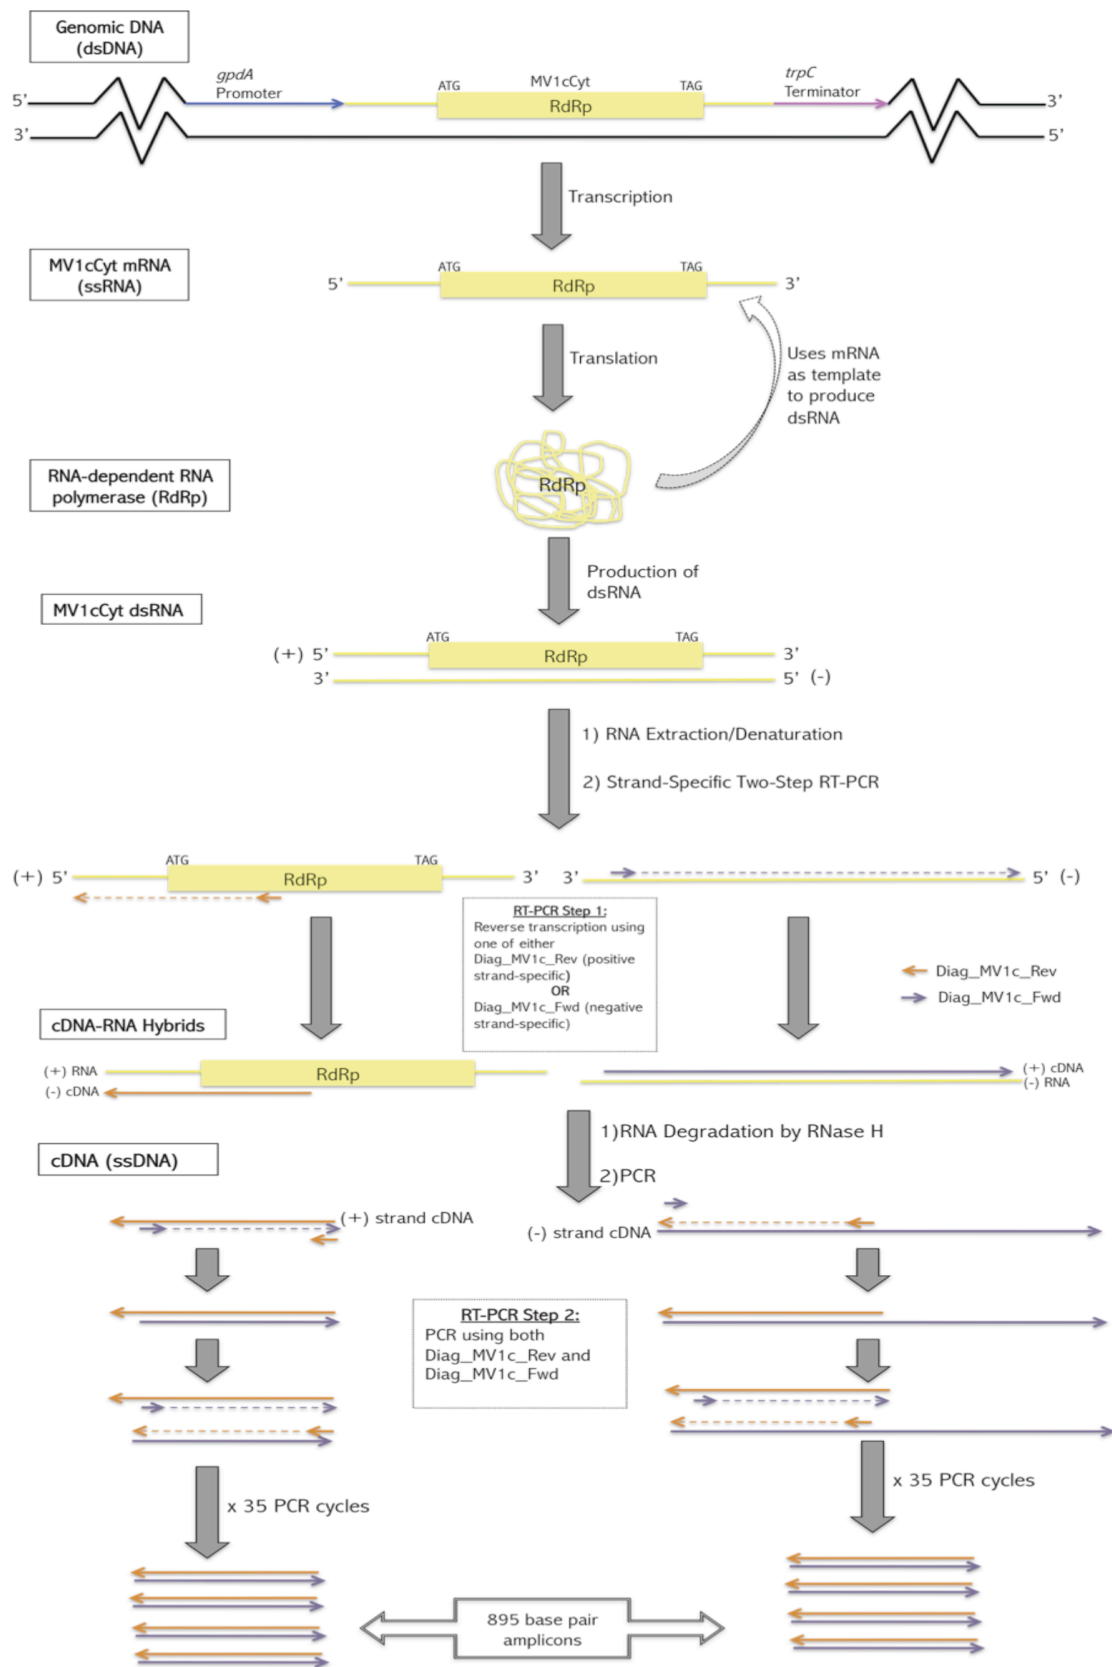 Genomic DNA
(dsDNA)
gpdA
Promoter
ATG
MV1cCyt
TAG
trpC
Terminator
RdRp
5’
3’
3’
5’
Transcription
MV1cCyt mRNA
(ssRNA)
ATG
TAG
5’
RdRp
3’
Translation
Uses mRNA
as template
to produce
dsRNA
RNA-dependent RNA
polymerase (RdRp)
RdRp
Production of
dsRNA
MV1cCyt dsRNA
ATG
TAG
(+) 5’
RdRp
3’
3’
5’ (-)
1) RNA Extraction/Denaturation
2) Strand-Specific Two-Step RT-PCR
ATG
TAG
(+) 5’
RdRp
3’
3’
5’ (-)
RT-PCR Step 1:
Reverse transcription using
one of either
Diag_MV1c_Rev (positive
strand-specific)
OR
Diag_MV1c_Fwd (negative
strand-specific)
Diag_MV1c_Rev
Diag_MV1c_Fwd
cDNA-RNA Hybrids
(+) RNA
RdRp
(-) cDNA
(+) cDNA
(-) RNA
1)RNA Degradation by RNase H
2)PCR
cDNA (ssDNA)
(+) strand cDNA
(-) strand cDNA
RT-PCR Step 2:
PCR using both
Diag_MV1c_Rev and
Diag_MV1c_Fwd
x 35 PCR cycles
x 35 PCR cycles
895 base pair
amplicons